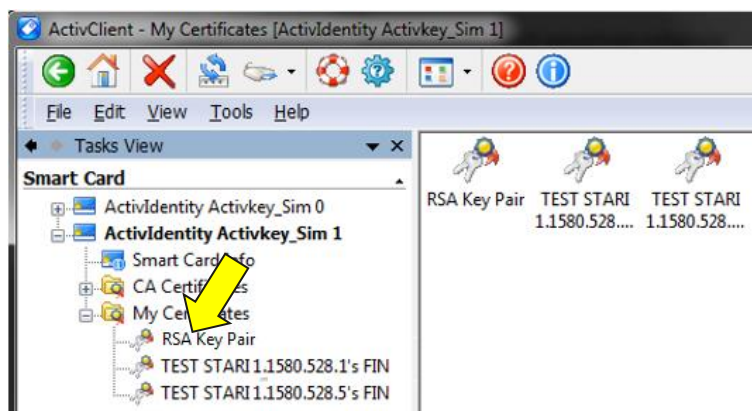 ActivClient - My Certificates [ActivIdentity Activkey_Sim 1]
File Edit View Tools Help
Tasks View
Smart Card
ActivIdentity Activkey_Sim 0
ActivIdentity Activkey_Sim 1
Smart Card Info
CA Certificates
My Certificates
RSA Key Pair
TEST STARI 1.1580.528.1's FIN
TEST STARI 1.1580.528.5's FIN
RSA Key Pair TEST STARI TEST STARI
1.1580.528.... 1.1580.528....